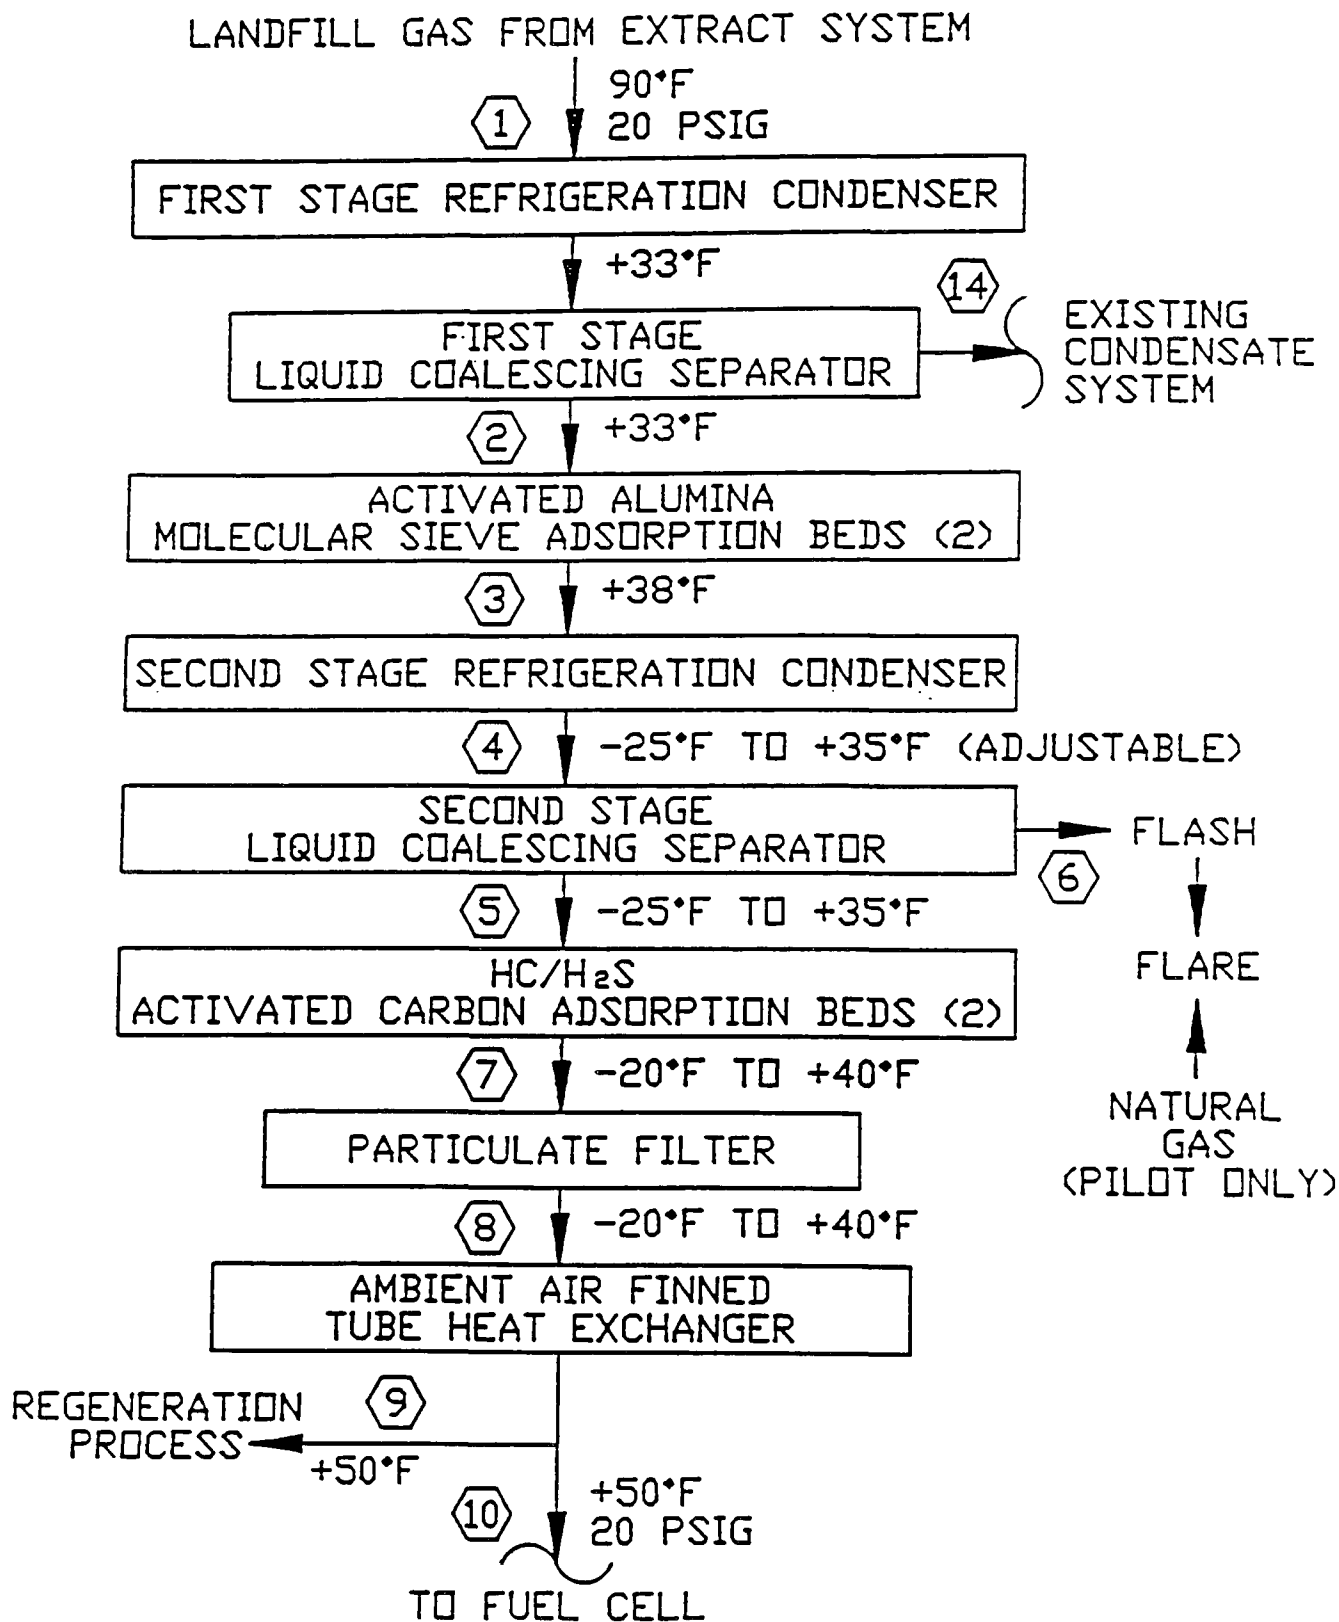 LANDFILL GAS FROM EXTRACT SYSTEM
90°F
20 PSIG
1
FIRST STAGE REFRIGERATION CONDENSER
+33°F
14
EXISTING
CONDENSATE
SYSTEM
FIRST STAGE
LIQUID COALESCING SEPARATOR
2
+33°F
ACTIVATED ALUMINA
MOLECULAR SIEVE ADSORPTION BEDS (2)
3
+38°F
SECOND STAGE REFRIGERATION CONDENSER
4
-25°F TO +35°F (ADJUSTABLE)
SECOND STAGE
LIQUID COALESCING SEPARATOR
FLASH
6
5
-25°F TO +35°F
HC/H2S
ACTIVATED CARBON ADSORPTION BEDS (2)
FLARE
7
-20°F TO +40°F
NATURAL
GAS
(PILOT ONLY)
PARTICULATE FILTER
8
-20°F TO +40°F
AMBIENT AIR FINNED
TUBE HEAT EXCHANGER
9
REGENERATION
PROCESS
+50°F
10
+50°F
20 PSIG
TO FUEL CELL